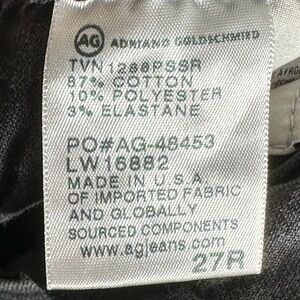 AG ADRIANO GOLDSCHMIED
TVN1286PSSR
87% COTTON
10% POLYESTER
3% ELASTANE
PO#AG-48453
LW16882
MADE IN U.S.A
OF IMPORTED FABRIC
AND GLOBALLY
SOURCED COMPONENTS
www.agjeans.com
27R